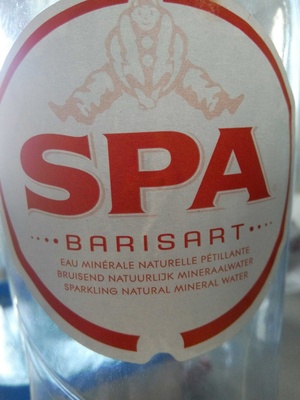 SPA
BARISART
EAU MINÉRALE NATURELLE PÉTILLANTE
BRUISEND NATUURLIJK MINERAALWATER
SPARKLING NATURAL MINERAL WATER